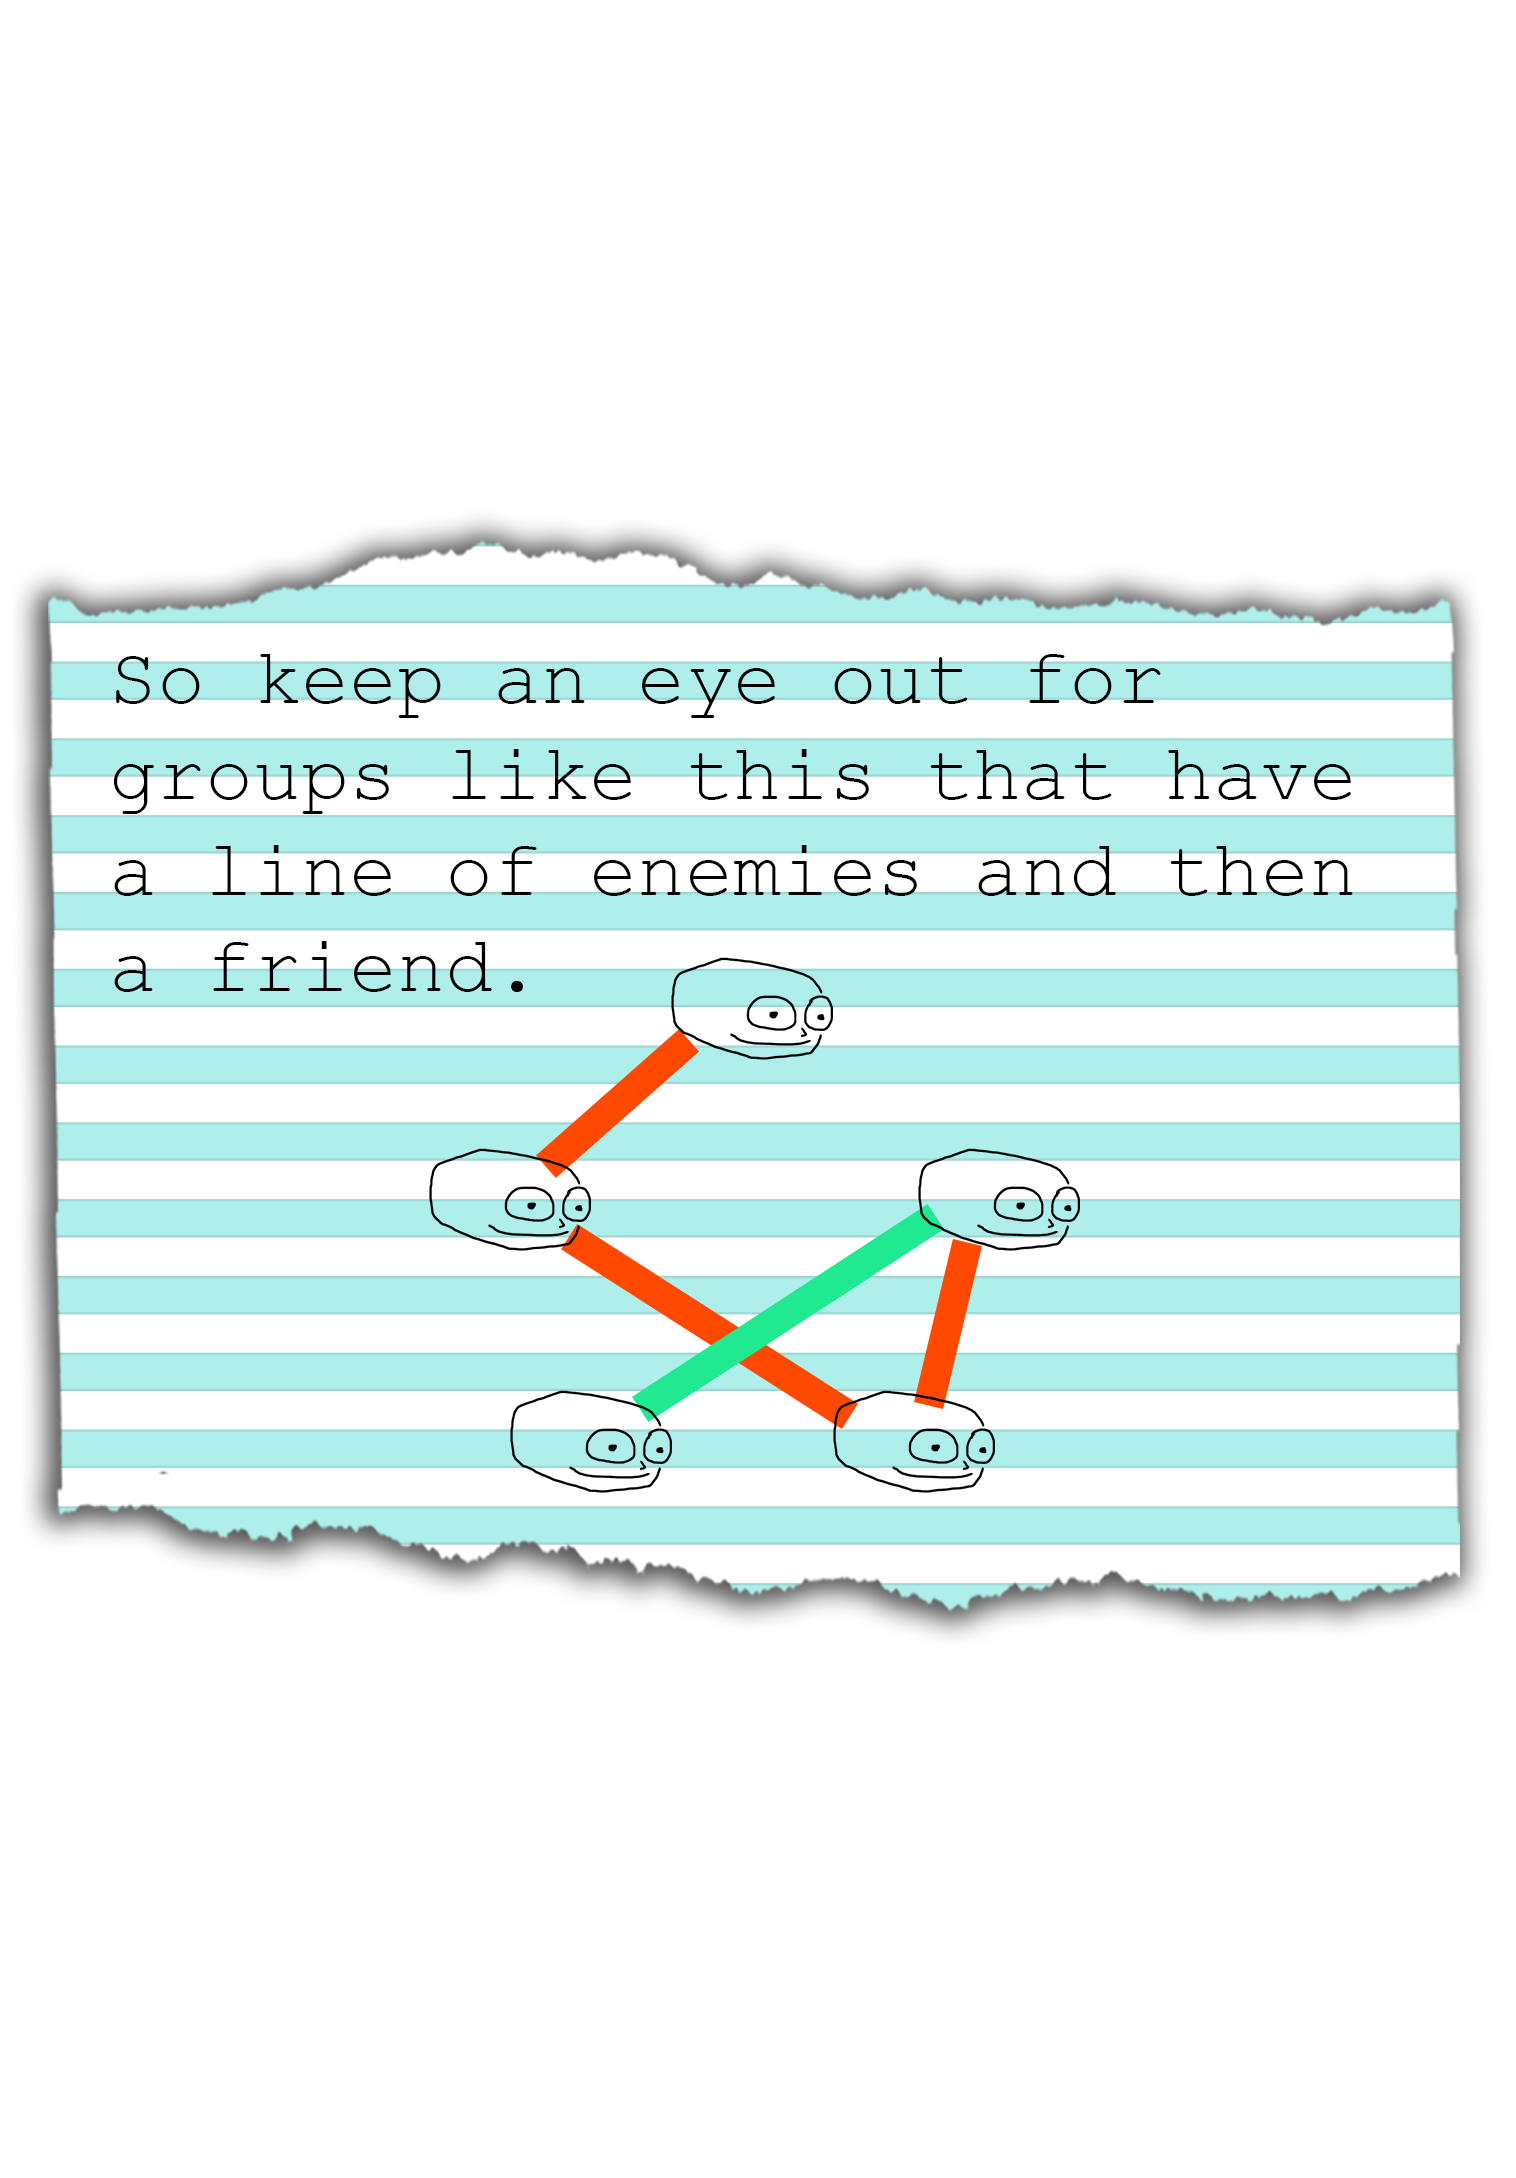 So keep an eye out for
groups like this that have
a line of enemies and then
a friend.